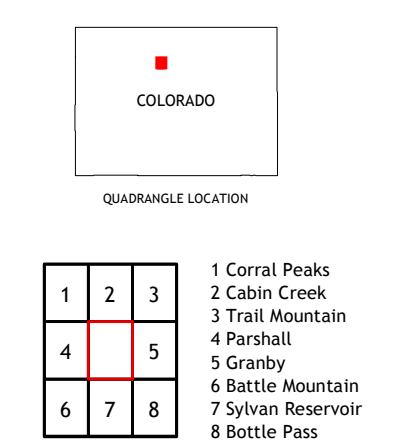 COLORADO
QUADRANGLE LOCATION
1 2 3
4 5
6 7 8
1 Corral Peaks
2 Cabin Creek
3 Trail Mountain
4 Parshall
5 Granby
6 Battle Mountain
7 Sylvan Reservoir
8 Bottle Pass